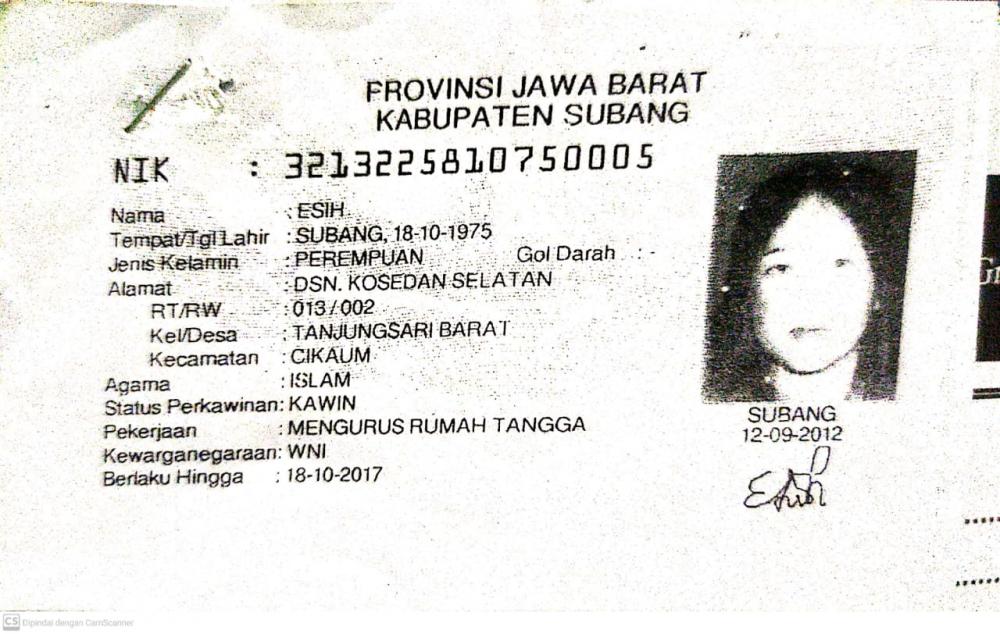 PROVINSI JAWA BARAT
KABUPATEN SUBANG
NIK : 3213225810750005
Nama : ESIH
Tempat/Tgl Lahir : SUBANG, 18-10-1975
Jenis Kelamin : PEREMPUAN Gol Darah : -
Alamat : DSN. KOSEDAN SELATAN
RT/RW : 013/002
Kel/Desa : TANJUNGSARI BARAT
Kecamatan : CIKAUM
Agama : ISLAM
Status Perkawinan: KAWIN
Pekerjaan : MENGURUS RUMAH TANGGA
Kewarganegaraan: WNI
Berlaku Hingga : 18-10-2017
SUBANG
12-09-2012
CS Dipindai dengan CamScanner